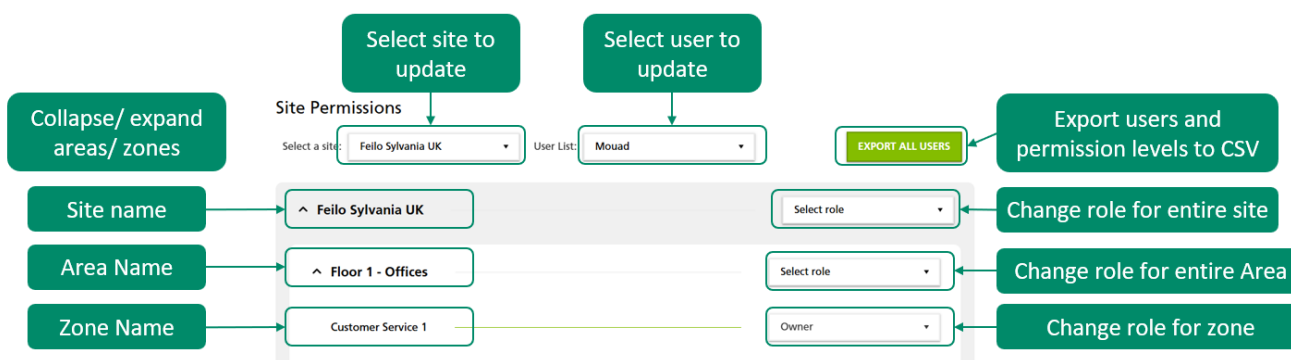 Select site to
update
Select user to
update
Collapse/ expand
areas/ zones
Site Permissions
Select a site: Feilo Sylvania UK User List: Mouad EXPORT ALL USERS
Export users and
permission levels to CSV
Site name
Feilo Sylvania UK
Select role
Change role for entire site
Area Name
Floor 1 - Offices
Select role
Change role for entire Area
Zone Name
Customer Service 1
Owner
Change role for zone